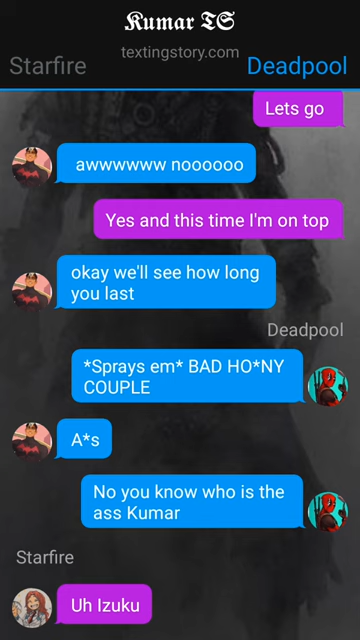 Kumar TS
textingstory.com
Starfire
Deadpool
Lets go
awwwwww noooooo
Yes and this time I'm on top
okay we'll see how long
you last
Deadpool
*Sprays em* BAD HO*NY
COUPLE
A*s
No you know who is the
ass Kumar
Starfire
Uh Izuku